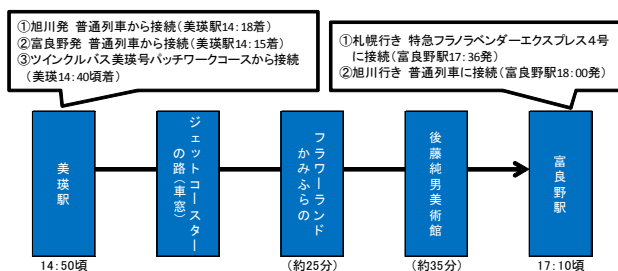 ①旭川発 普通列車から接続(美瑛駅14:18着)
②富良野発 普通列車から接続(美瑛駅14:15着)
③ツインクルバス美瑛号パッチワークコースから接続
(美瑛14:40頃着)
①札幌行き 特急フラノラベンダーエクスプレス4号
に接続(富良野駅17:36発)
②旭川行き 普通列車に接続(富良野駅18:00発)
美瑛駅
ジェットコースター
の路(車窓)
フラワーランド
かみふらの
後藤純男美術館
富良野駅
14:50頃
(約25分)
(約35分)
17:10頃